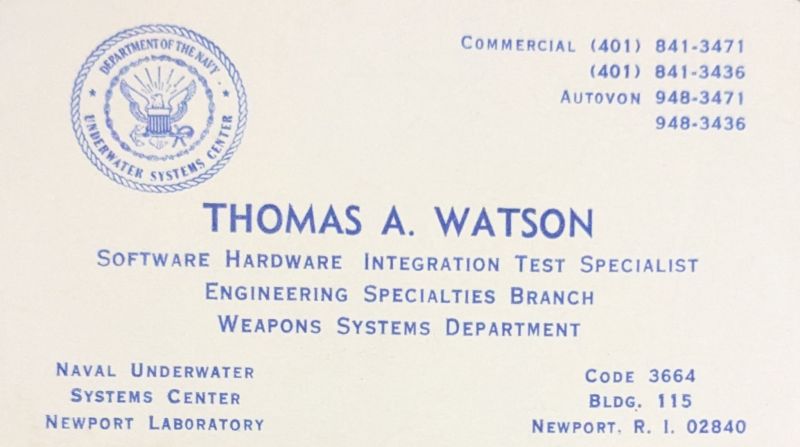 DEPARTMENT OF THE NAVY
UNDERWATER SYSTEMS CENTER
COMMERCIAL (401) 841-3471
(401) 841-3436
AUTOVON 948-3471
948-3436
THOMAS A. WATSON
SOFTWARE HARDWARE INTEGRATION TEST SPECIALIST
ENGINEERING SPECIALTIES BRANCH
WEAPONS SYSTEMS DEPARTMENT
NAVAL UNDERWATER
SYSTEMS CENTER
NEWPORT LABORATORY
CODE 3664
BLDG. 115
NEWPORT, R. I. 02840